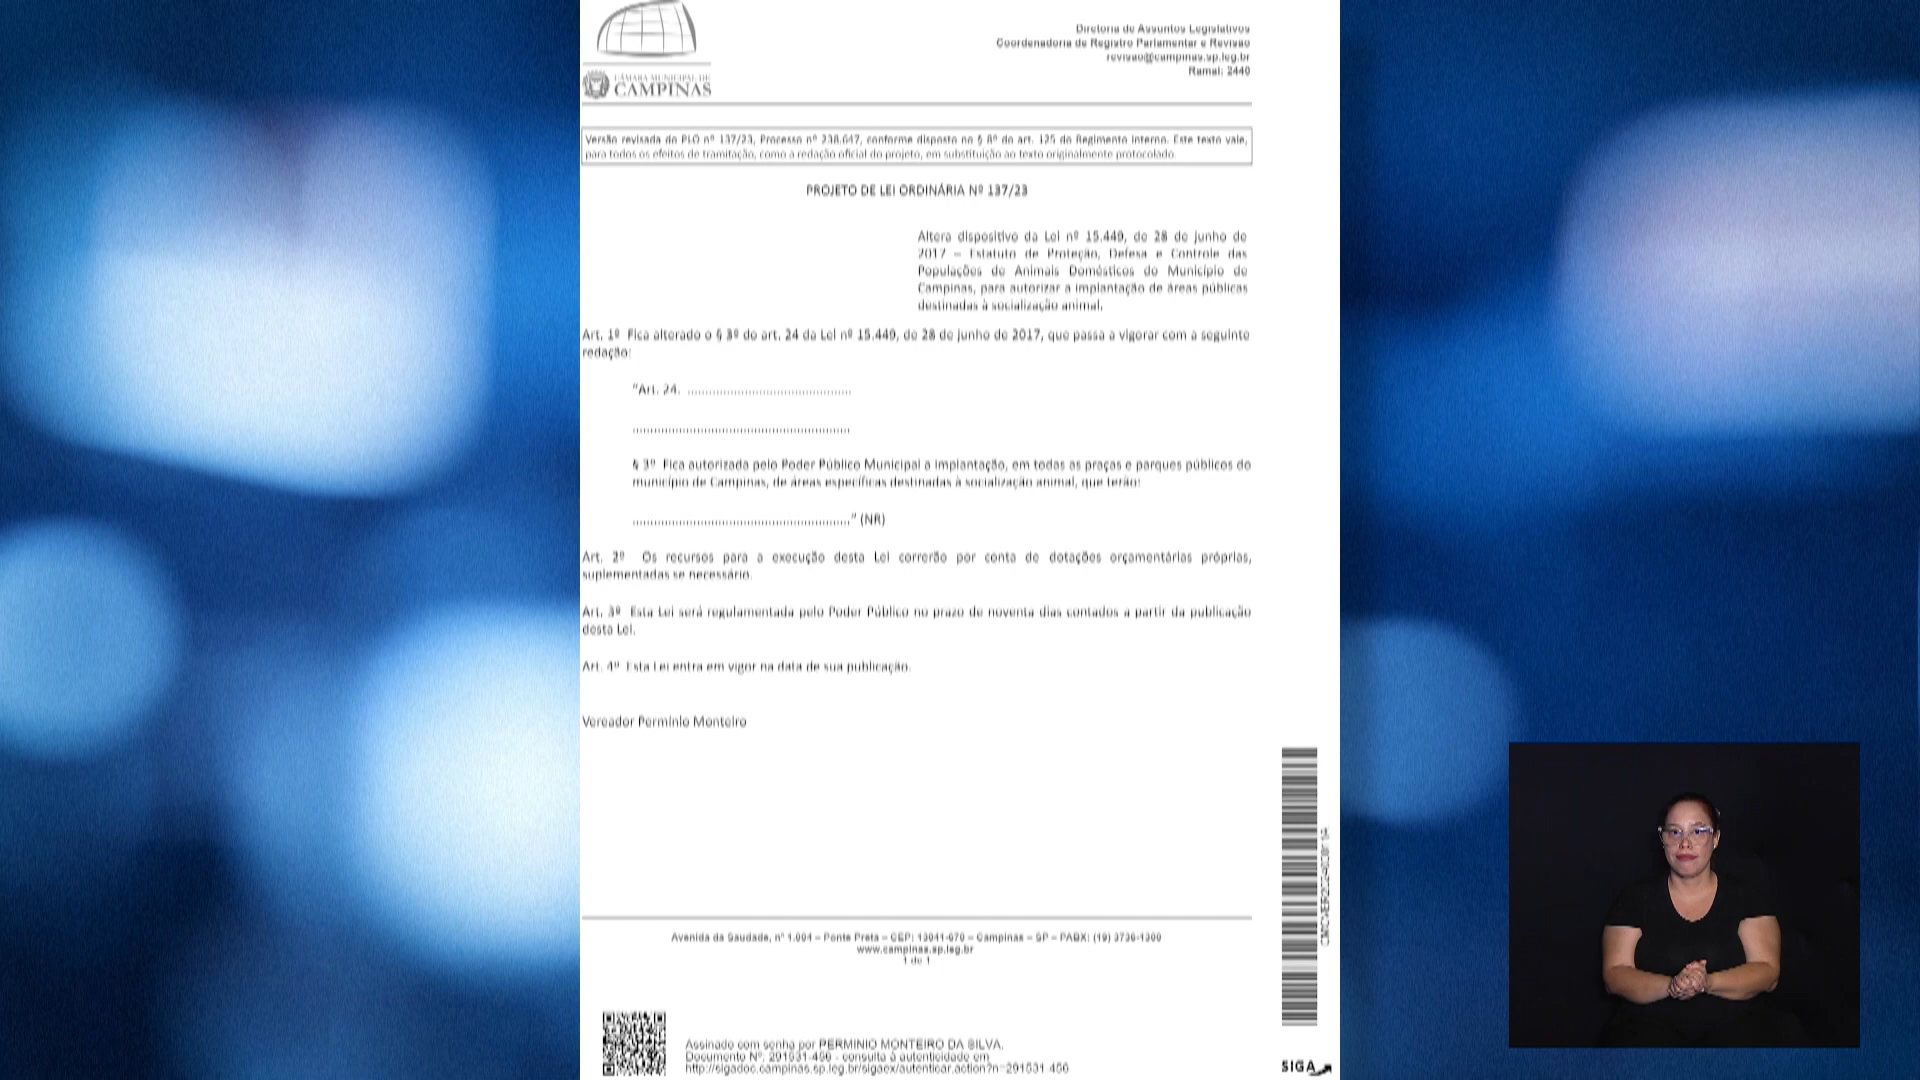 Diretoria de Assuntos Legislativos
Coordenadoria de Registro Parlamentar e Revisão
revisao@campinas.sp.leg.br
Ramal: 2440
CÂMARA MUNICIPAL DE
CAMPINAS
Versão revisada do PLO nº 137/23, Processo nº 238.647, conforme disposto no § 8º do art. 125 do Regimento Interno. Este texto vale,
para todos os efeitos de tramitação, como a redação oficial do projeto, em substituição ao texto originalmente protocolado.
PROJETO DE LEI ORDINÁRIA Nº 137/23
Altera dispositivo da Lei nº 15.449, de 28 de junho de
2017 – Estatuto de Proteção, Defesa e Controle das
Populações de Animais Domésticos do Município de
Campinas, para autorizar a implantação de áreas públicas
destinadas à socialização animal.
Art. 1º Fica alterado o § 3º do art. 24 da Lei nº 15.449, de 28 de junho de 2017, que passa a vigorar com a seguinte
redação:
“Art. 24. ..............................................
.............................................................
§ 3º Fica autorizada pelo Poder Público Municipal a implantação, em todas as praças e parques públicos do
município de Campinas, de áreas específicas destinadas à socialização animal, que terão:
.............................................................” (NR)
Art. 2º Os recursos para a execução desta Lei correrão por conta de dotações orçamentárias próprias,
suplementadas se necessário.
Art. 3º Esta Lei será regulamentada pelo Poder Público no prazo de noventa dias contados a partir da publicação
desta Lei.
Art. 4º Esta Lei entra em vigor na data de sua publicação.
Vereador Permínio Monteiro
Avenida da Saudade, nº 1.004 – Ponte Preta – CEP: 13041-670 – Campinas – SP – PABX: (19) 3736-1300
www.campinas.sp.leg.br
1 de 1
Assinado com senha por PERMINIO MONTEIRO DA SILVA.
Documento Nº: 291531-456 - consulta à autenticidade em
http://sigadoc.campinas.sp.leg.br/sigaex/autenticar.action?n=291531-456
SIGA